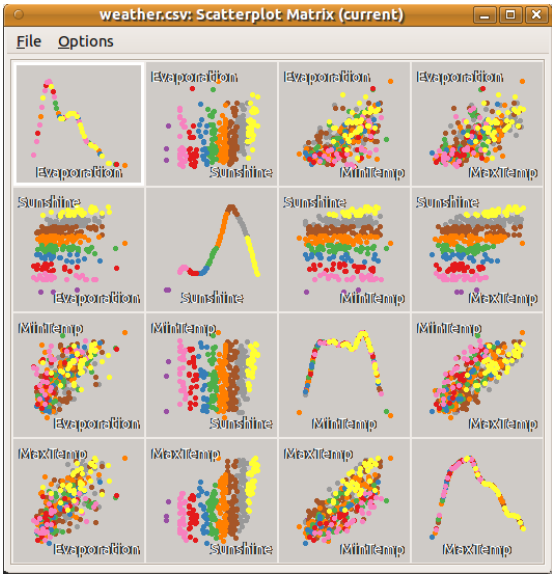 weather.csv: Scatterplot Matrix (current)
File Options
Evaporation
Evaporation
Sunshine
Evaporation
MinTemp
Evaporation
MaxTemp
Sunshine
Evaporation
Sunshine
Sunshine
MinTemp
Sunshine
MaxTemp
MinTemp
Evaporation
MinTemp
Sunshine
MinTemp
MinTemp
MaxTemp
MaxTemp
Evaporation
MaxTemp
Sunshine
MaxTemp
MinTemp
MaxTemp